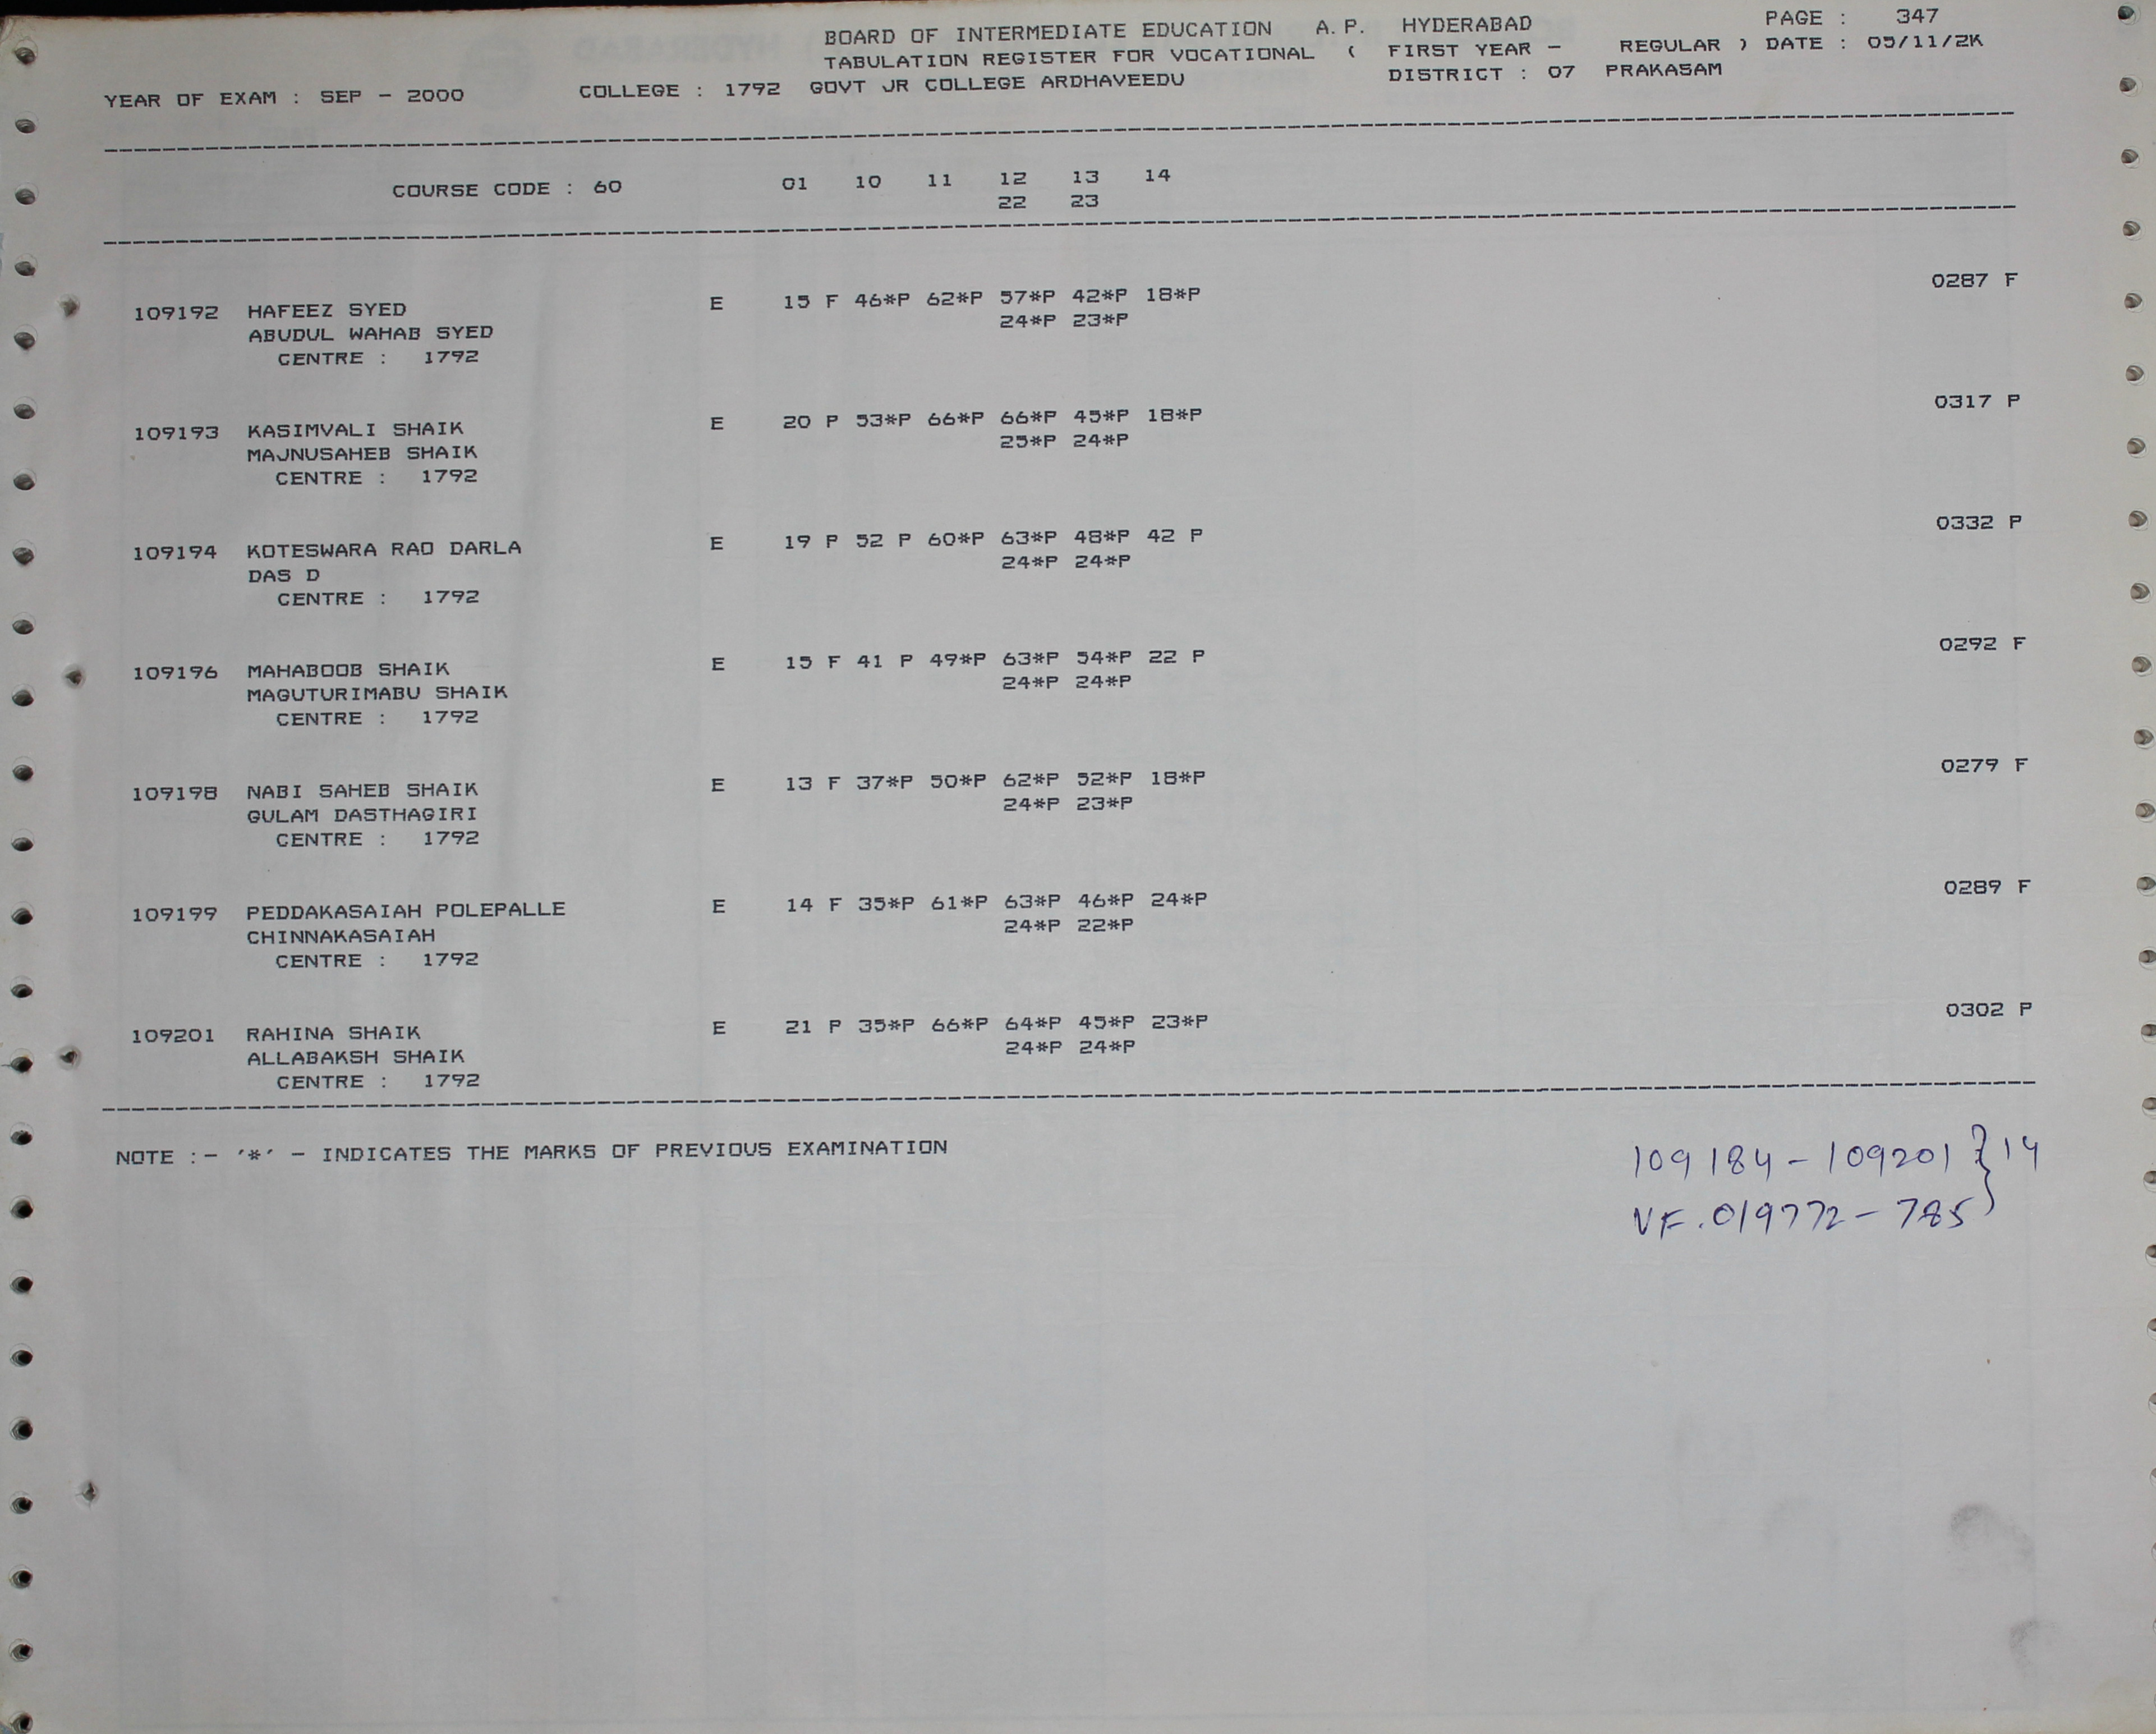 BOARD OF INTERMEDIATE EDUCATION A.P. HYDERABAD PAGE : 347
TABULATION REGISTER FOR VOCATIONAL ( FIRST YEAR - REGULAR ) DATE : 05/11/2K
YEAR OF EXAM : SEP - 2000 COLLEGE : 1792 GOVT JR COLLEGE ARDHAVEEDU DISTRICT : 07 PRAKASAM
COURSE CODE : 60 01 10 11 12 13 14
22 23
109192 HAFEEZ SYED E 15 F 46*P 62*P 57*P 42*P 18*P 0287 F
ABUDUL WAHAB SYED 24*P 23*P
CENTRE : 1792
109193 KASIMVALI SHAIK E 20 P 53*P 66*P 66*P 45*P 18*P 0317 P
MAJNUSAHEB SHAIK 25*P 24*P
CENTRE : 1792
109194 KOTESWARA RAO DARLA E 19 P 52 P 60*P 63*P 48*P 42 P 0332 P
DAS D 24*P 24*P
CENTRE : 1792
109196 MAHABOOB SHAIK E 15 F 41 P 49*P 63*P 54*P 22 P 0292 F
MAGUTURIMABU SHAIK 24*P 24*P
CENTRE : 1792
109198 NABI SAHEB SHAIK E 13 F 37*P 50*P 62*P 52*P 18*P 0279 F
GULAM DASTHAGIRI 24*P 23*P
CENTRE : 1792
109199 PEDDAKASAIAH POLEPALLE E 14 F 35*P 61*P 63*P 46*P 24*P 0289 F
CHINNAKASAIAH 24*P 22*P
CENTRE : 1792
109201 RAHINA SHAIK E 21 P 35*P 66*P 64*P 45*P 23*P 0302 P
ALLABAKSH SHAIK 24*P 24*P
CENTRE : 1792
NOTE :- '*' - INDICATES THE MARKS OF PREVIOUS EXAMINATION
109184 - 109201 } 14
VF.019772 - 785